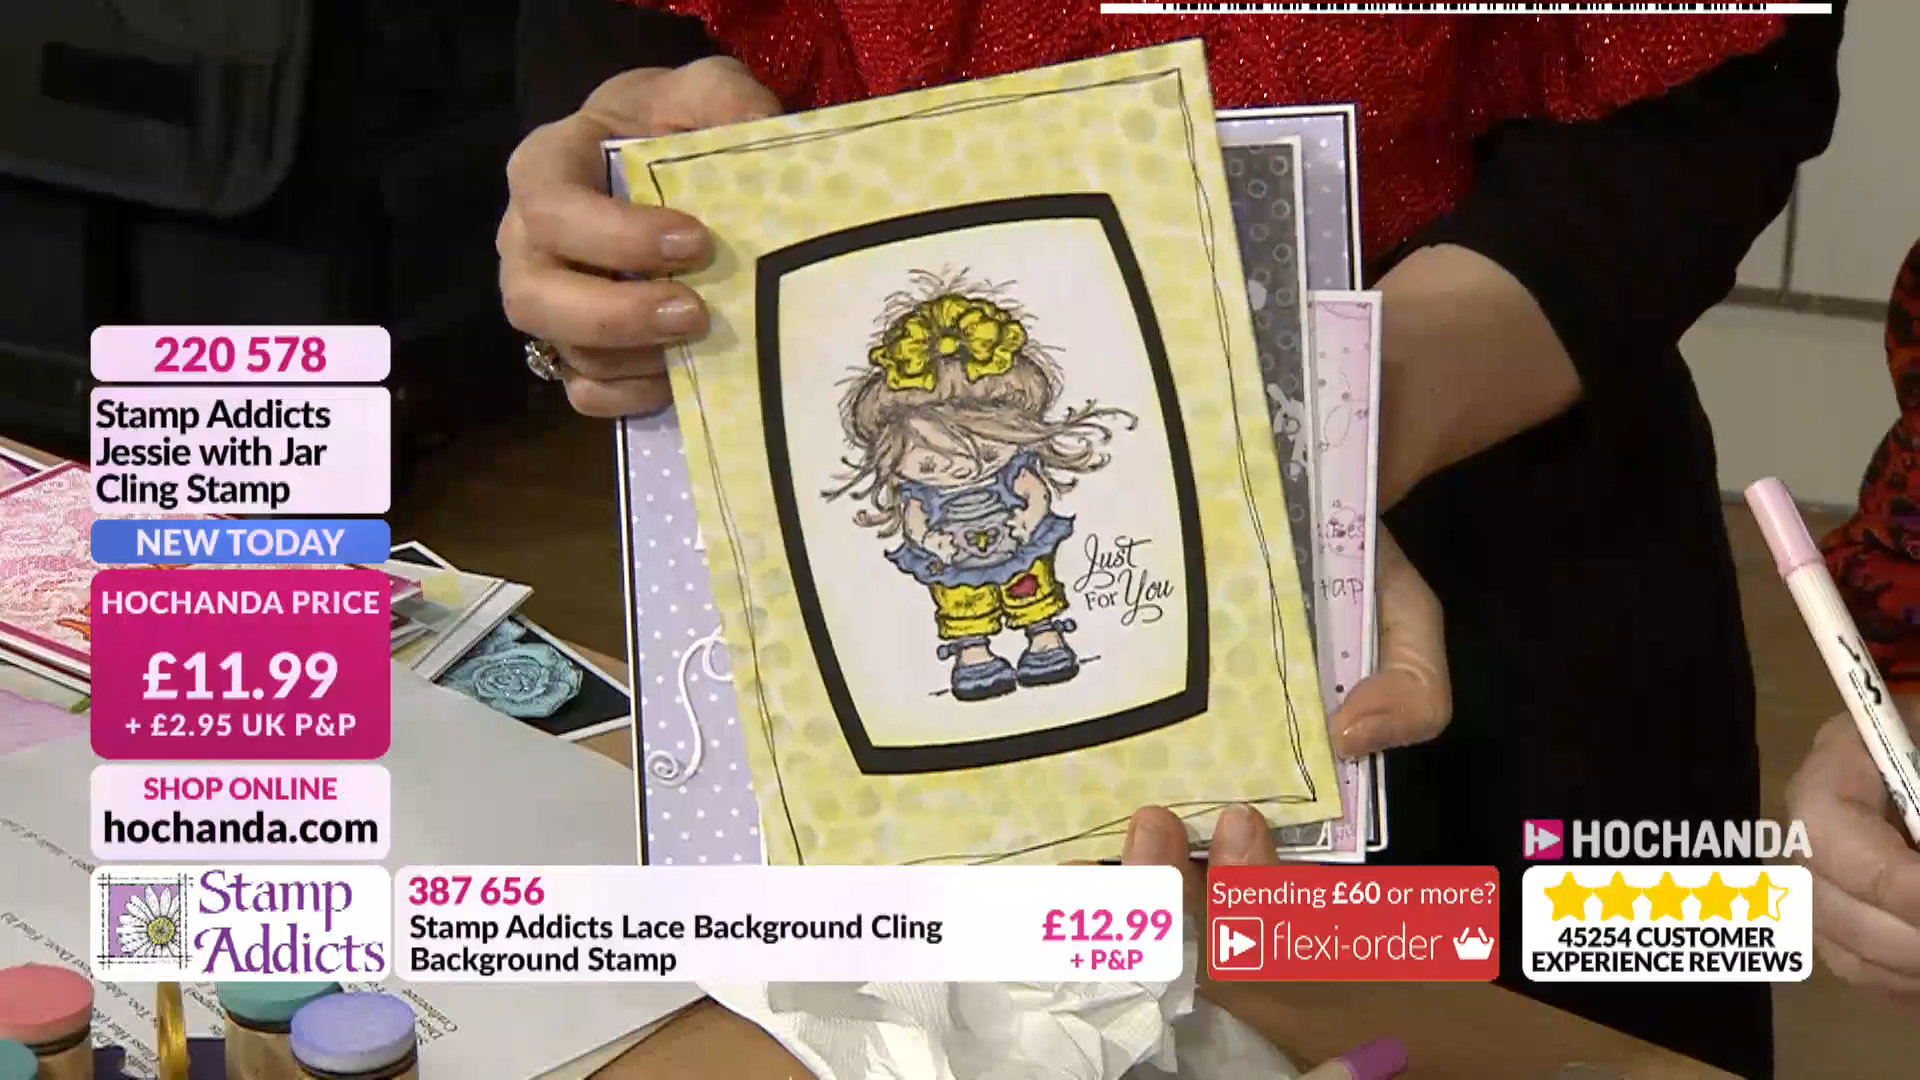 220 578
Stamp Addicts
Jessie with Jar
Cling Stamp
NEW TODAY
HOCHANDA PRICE
£11.99
+ £2.95 UK P&P
SHOP ONLINE
hochanda.com
Stamp
Addicts
387 656
Stamp Addicts Lace Background Cling
Background Stamp
£12.99
+ P&P
Just
For You
Spending £60 or more?
flexi-order
HOCHANDA
45254 CUSTOMER
EXPERIENCE REVIEWS